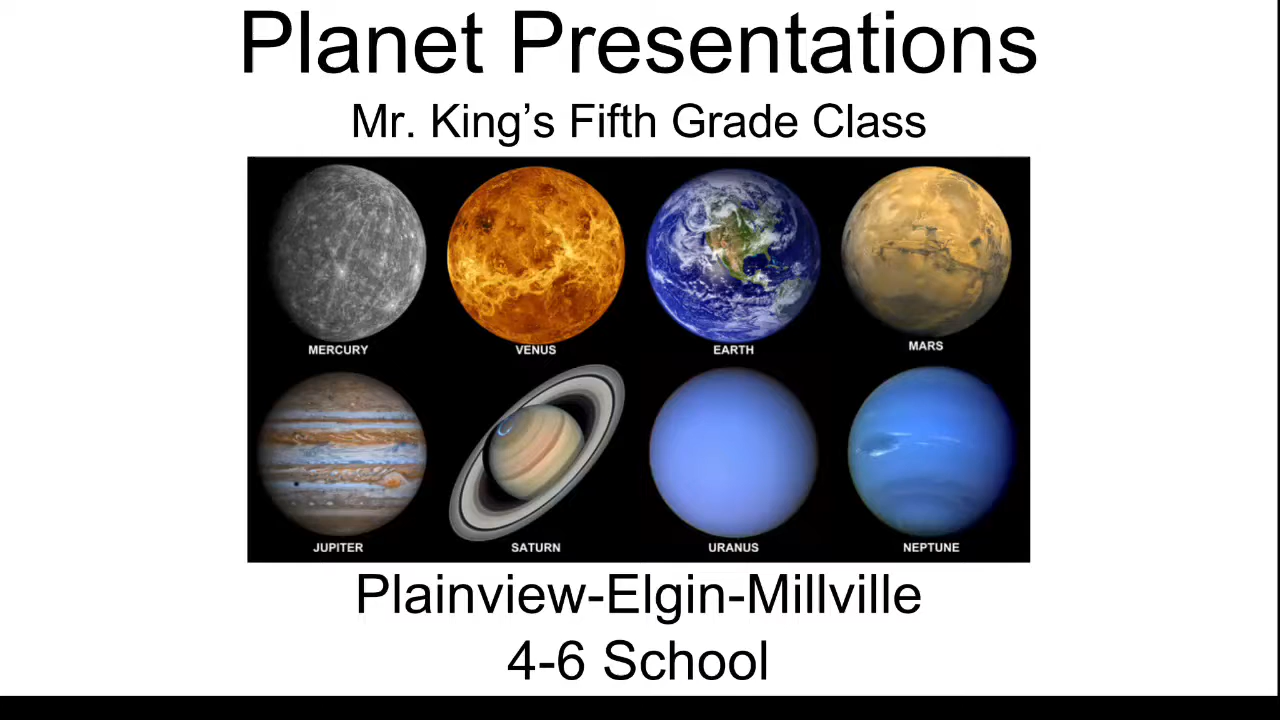 Planet Presentations
Mr. King’s Fifth Grade Class
MERCURY VENUS EARTH MARS
JUPITER SATURN URANUS NEPTUNE
Plainview-Elgin-Millville
4-6 School